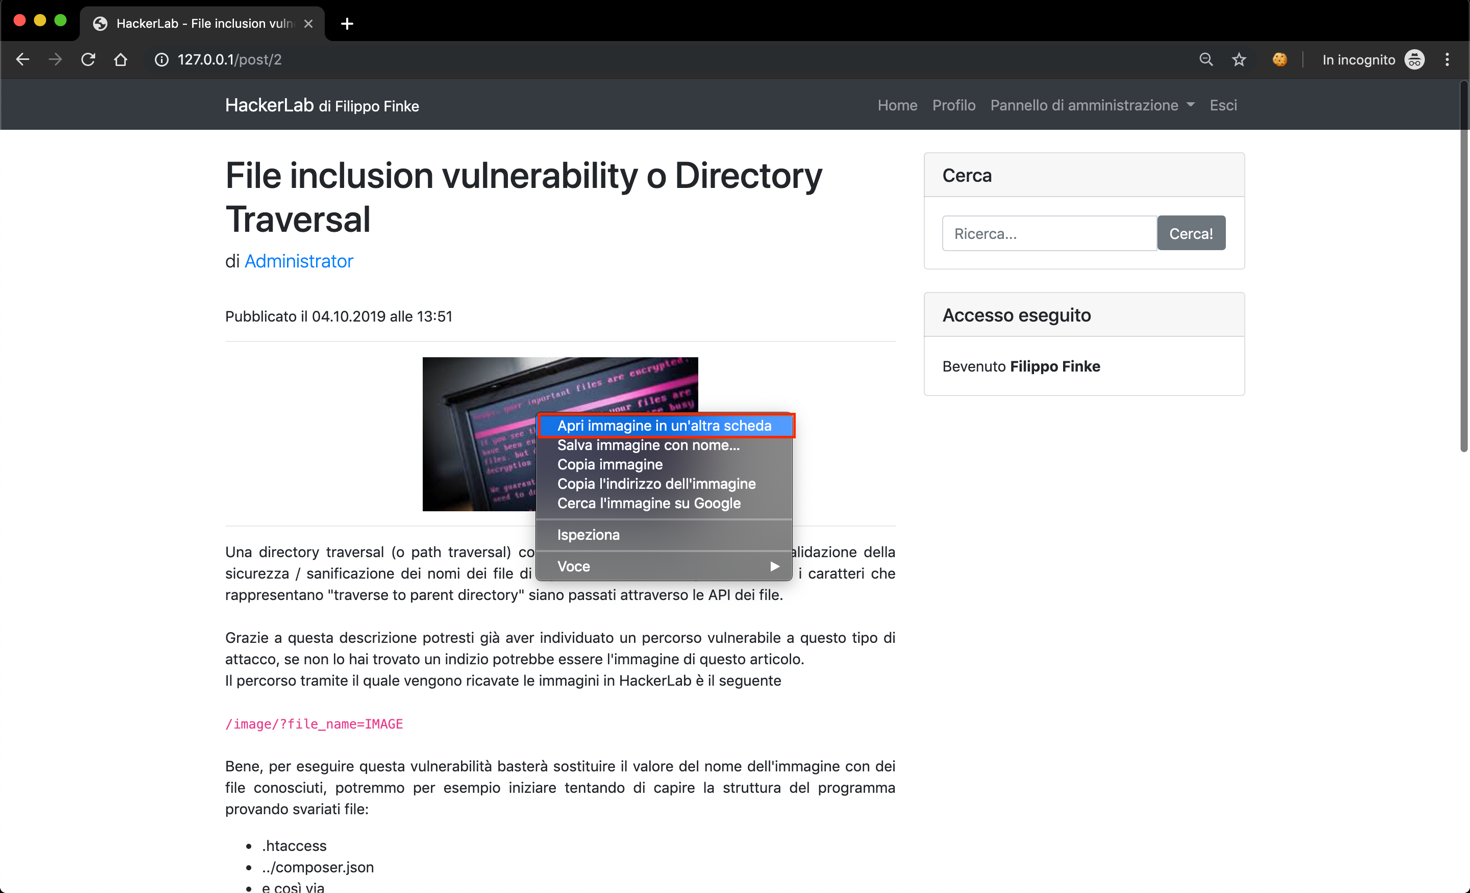 HackerLab - File inclusion vuln
127.0.0.1/post/2
In incognito
HackerLab di Filippo Finke
Home Profilo Pannello di amministrazione Esci
File inclusion vulnerability o Directory
Traversal
di Administrator
Pubblicato il 04.10.2019 alle 13:51
your important files are encrypted.
your files are
Apri immagine in un'altra scheda
Salva immagine con nome...
Copia immagine
Copia l'indirizzo dell'immagine
Cerca l'immagine su Google
Ispeziona
Voce
Una directory traversal (o path traversal) co alidazione della
sicurezza / sanificazione dei nomi dei file di i caratteri che
rappresentano "traverse to parent directory" siano passati attraverso le API dei file.
Grazie a questa descrizione potresti già aver individuato un percorso vulnerabile a questo tipo di
attacco, se non lo hai trovato un indizio potrebbe essere l'immagine di questo articolo.
Il percorso tramite il quale vengono ricavate le immagini in HackerLab è il seguente
/image/?file_name=IMAGE
Bene, per eseguire questa vulnerabilità basterà sostituire il valore del nome dell'immagine con dei
file conosciuti, potremmo per esempio iniziare tentando di capire la struttura del programma
provando svariati file:
• .htaccess
• ../composer.json
• e così via
Cerca
Ricerca...
Cerca!
Accesso eseguito
Bevenuto Filippo Finke